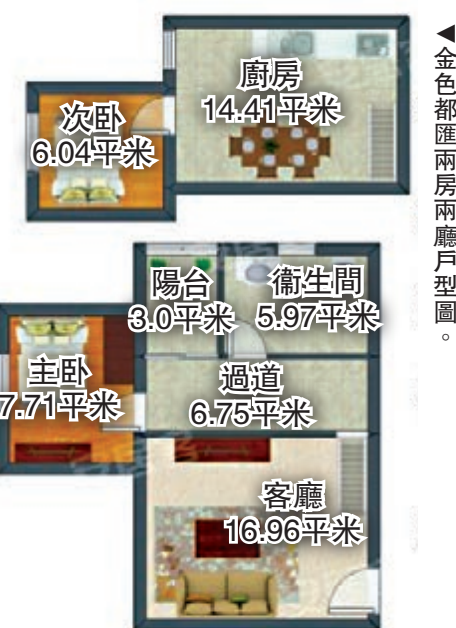 廚房
14.41平米
次卧
6.04平米
陽台
3.0平米
衞生間
5.97平米
主卧
7.71平米
過道
6.75平米
客廳
16.96平米
◀金色都匯兩房兩廳戶型圖。